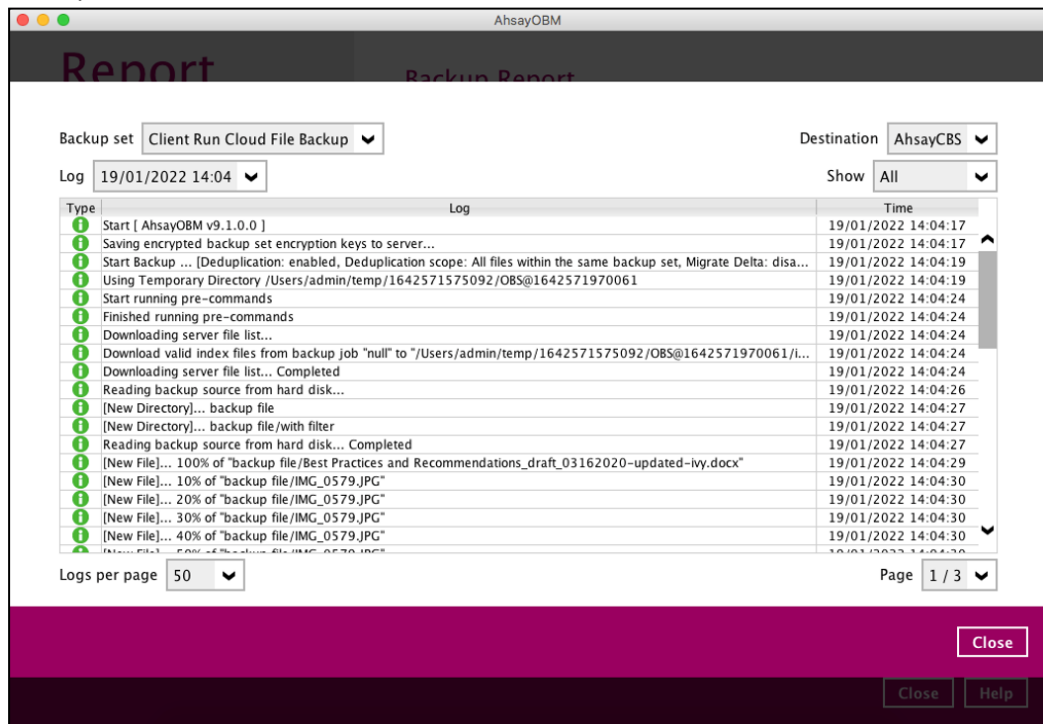 AhsayOBM
Report
Backup Report
Backup set Client Run Cloud File Backup Destination AhsayCBS
Log 19/01/2022 14:04 Show All
Type Log Time
Start [ AhsayOBM v9.1.0.0 ] 19/01/2022 14:04:17
Saving encrypted backup set encryption keys to server... 19/01/2022 14:04:17
Start Backup ... [Deduplication: enabled, Deduplication scope: All files within the same backup set, Migrate Delta: disa... 19/01/2022 14:04:19
Using Temporary Directory /Users/admin/temp/1642571575092/OBS@1642571970061 19/01/2022 14:04:19
Start running pre-commands 19/01/2022 14:04:24
Finished running pre-commands 19/01/2022 14:04:24
Downloading server file list... 19/01/2022 14:04:24
Download valid index files from backup job "null" to "/Users/admin/temp/1642571575092/OBS@1642571970061/i... 19/01/2022 14:04:24
Downloading server file list... Completed 19/01/2022 14:04:24
Reading backup source from hard disk... 19/01/2022 14:04:26
[New Directory]... backup file 19/01/2022 14:04:27
[New Directory]... backup file/with filter 19/01/2022 14:04:27
Reading backup source from hard disk... Completed 19/01/2022 14:04:27
[New File]... 100% of "backup file/Best Practices and Recommendations_draft_03162020-updated-ivy.docx" 19/01/2022 14:04:29
[New File]... 10% of "backup file/IMG_0579.JPG" 19/01/2022 14:04:30
[New File]... 20% of "backup file/IMG_0579.JPG" 19/01/2022 14:04:30
[New File]... 30% of "backup file/IMG_0579.JPG" 19/01/2022 14:04:30
[New File]... 40% of "backup file/IMG_0579.JPG" 19/01/2022 14:04:30
[New File]... 50% of "backup file/IMG_0579.JPG" 19/01/2022 14:04:30
Logs per page 50 Page 1 / 3
Close
Close Help